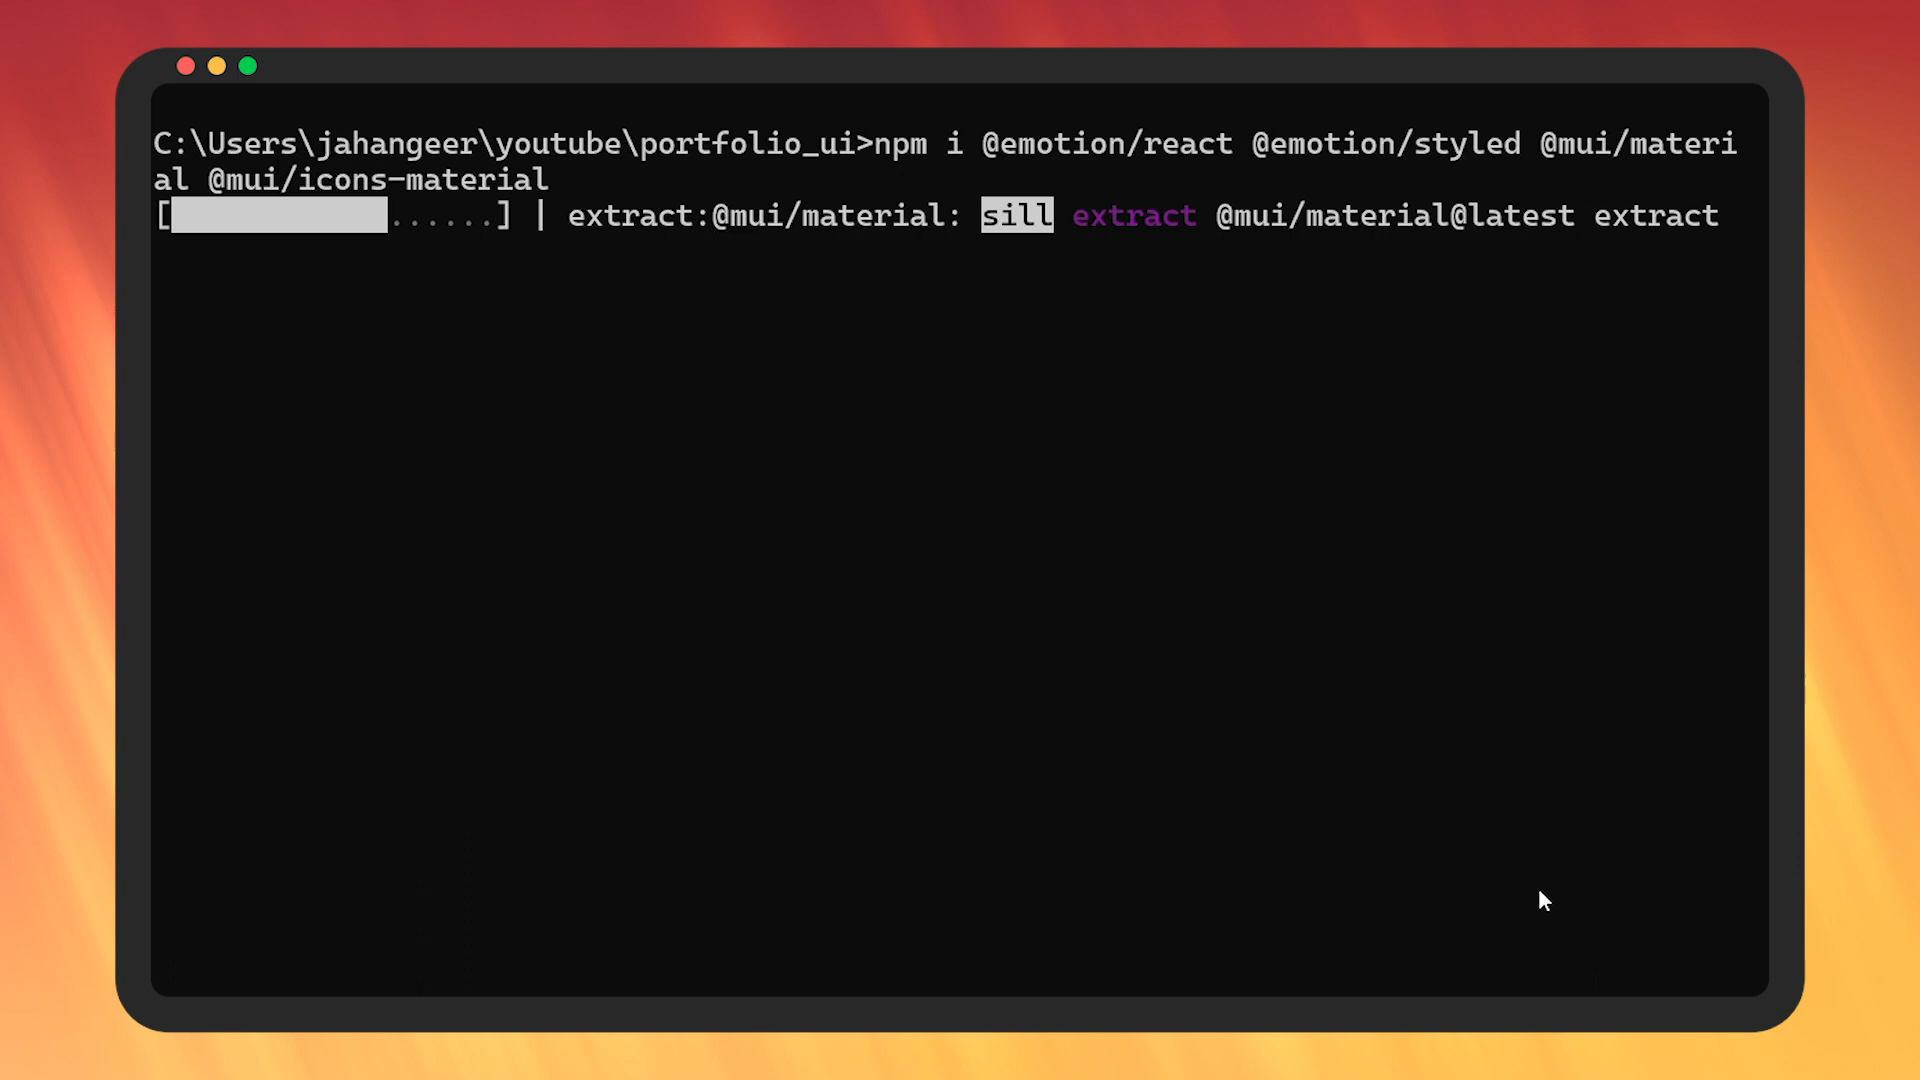 C:\Users\jahangeer\youtube\portfolio_ui>npm i @emotion/react @emotion/styled @mui/materi
al @mui/icons-material
[            ......] | extract:@mui/material: sill extract @mui/material@latest extract